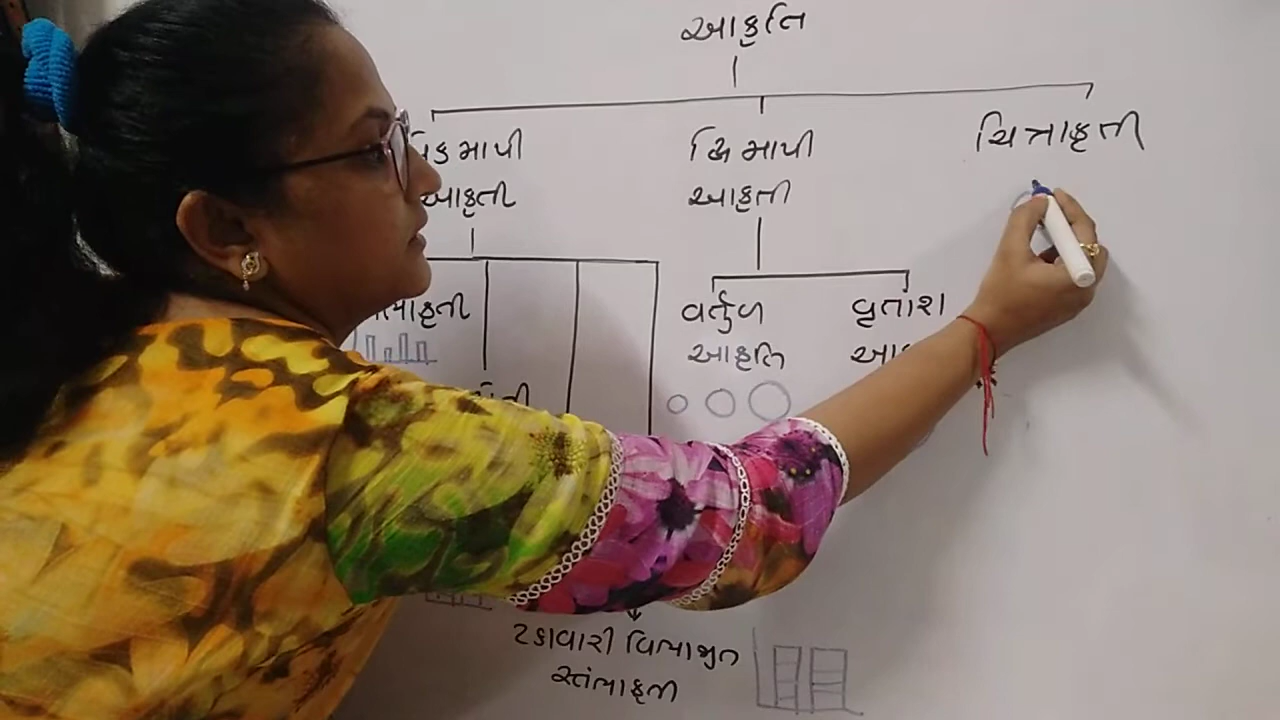 આકૃતિ
માપી
આકૃતી
દ્વિ માપી
આકૃતી
ચિત્રાકૃતી
વર્તુળ
આકૃતિ
વૃતાંશ
ટકાવારી વિભાજીત
સ્તંભાકૃતી